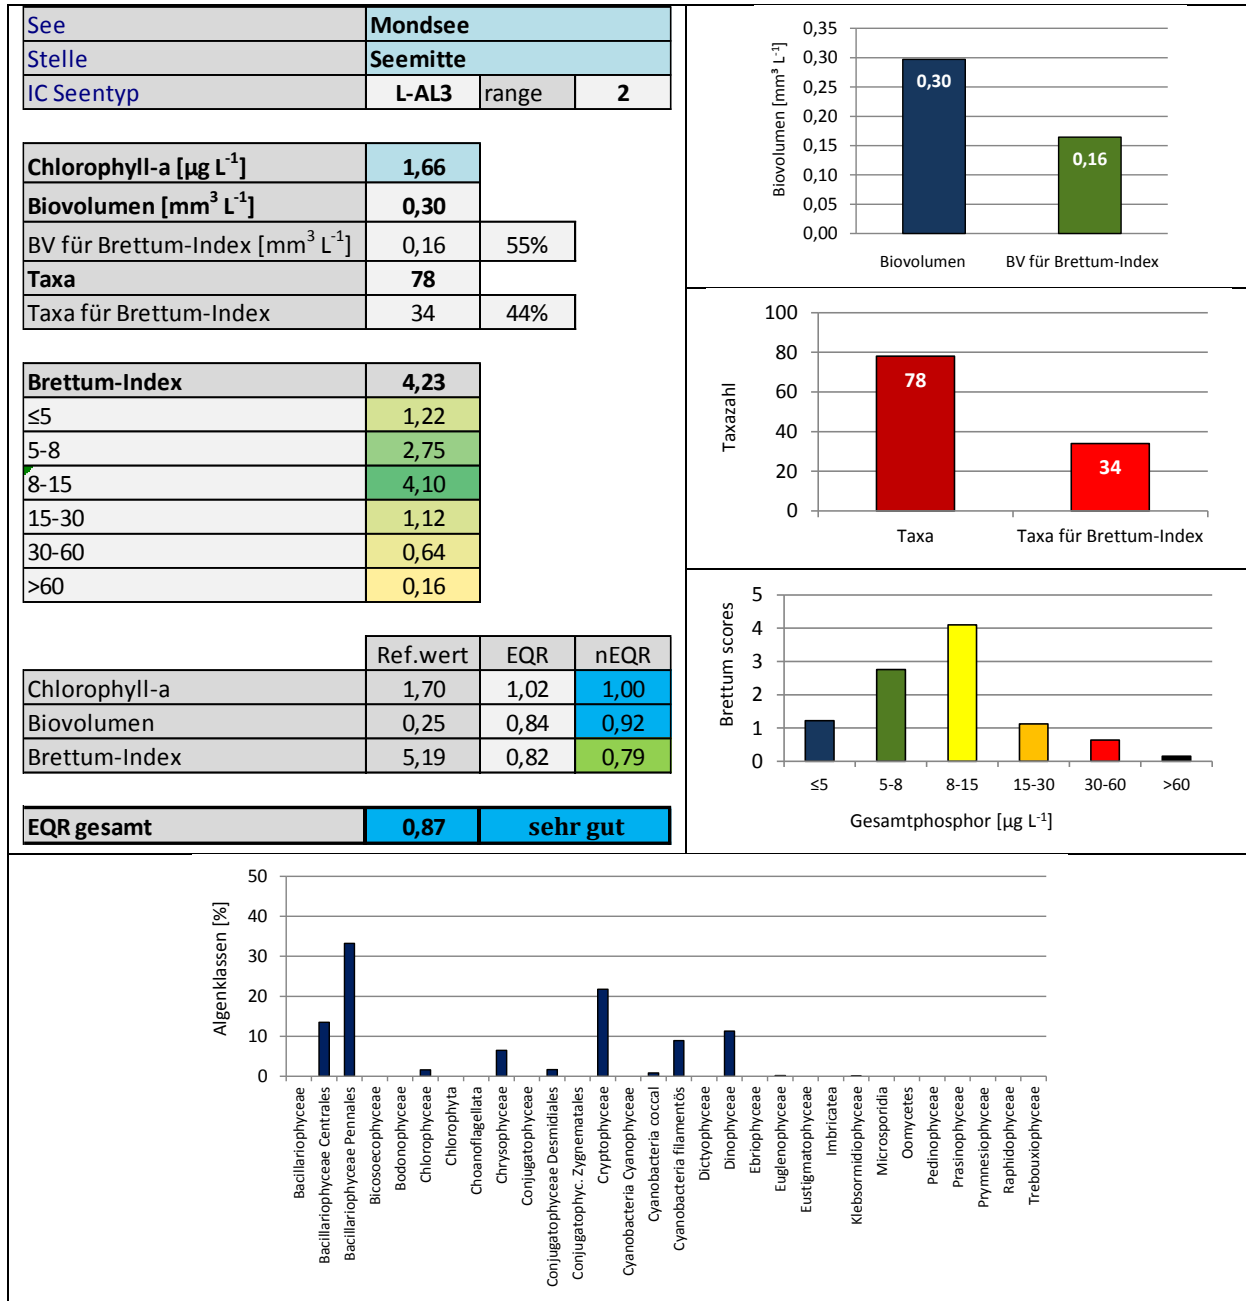 See Mondsee
Stelle Seemitte
IC Seentyp L-AL3 range 2
Chlorophyll-a [µg L⁻¹] 1,66
Biovolumen [mm³ L⁻¹] 0,30
BV für Brettum-Index [mm³ L⁻¹] 0,16 55%
Taxa 78
Taxa für Brettum-Index 34 44%
Brettum-Index 4,23
≤5 1,22
5-8 2,75
8-15 4,10
15-30 1,12
30-60 0,64
>60 0,16
Ref.wert EQR nEQR
Chlorophyll-a 1,70 1,02 1,00
Biovolumen 0,25 0,84 0,92
Brettum-Index 5,19 0,82 0,79
EQR gesamt 0,87 sehr gut
Biovolumen [mm³ L⁻¹]
0,35
0,30
0,25
0,20
0,15
0,10
0,05
0,00
0,30
0,16
Biovolumen BV für Brettum-Index
Taxazahl
100
80
60
40
20
0
78
34
Taxa Taxa für Brettum-Index
Brettum scores
5
4
3
2
1
0
≤5 5-8 8-15 15-30 30-60 >60
Gesamtphosphor [µg L⁻¹]
Algenklassen [%]
50
40
30
20
10
0
Bacillariophyceae
Bacillariophyceae Centrales
Bacillariophyceae Pennales
Bicosoecophyceae
Bodonophyceae
Chlorophyceae
Chlorophyta
Choanoflagellata
Chrysophyceae
Conjugatophyceae
Conjugatophyceae Desmidiales
Conjugatophyc. Zygnematales
Cryptophyceae
Cyanobacteria Cyanophyceae
Cyanobacteria coccal
Cyanobacteria filamentös
Dictyophyceae
Dinophyceae
Ebriophyceae
Euglenophyceae
Eustigmatophyceae
Imbricatea
Klebsormidiophyceae
Microsporidia
Oomycetes
Pedinophyceae
Prasinophyceae
Prymnesiophyceae
Raphidophyceae
Trebouxiophyceae